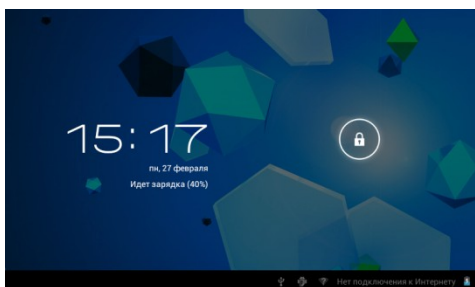 15:17
пн, 27 февраля
Идет зарядка (40%)
Нет подключения к Интернету